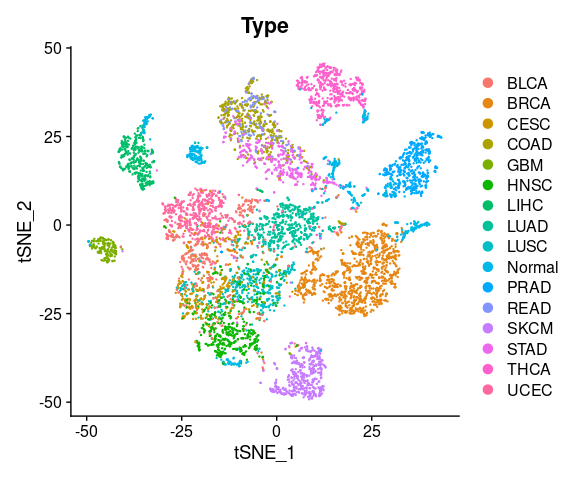 Type
50
25
0
-25
-50
tSNE_2
-50
-25
0
25
tSNE_1
BLCA
BRCA
CESC
COAD
GBM
HNSC
LIHC
LUAD
LUSC
Normal
PRAD
READ
SKCM
STAD
THCA
UCEC